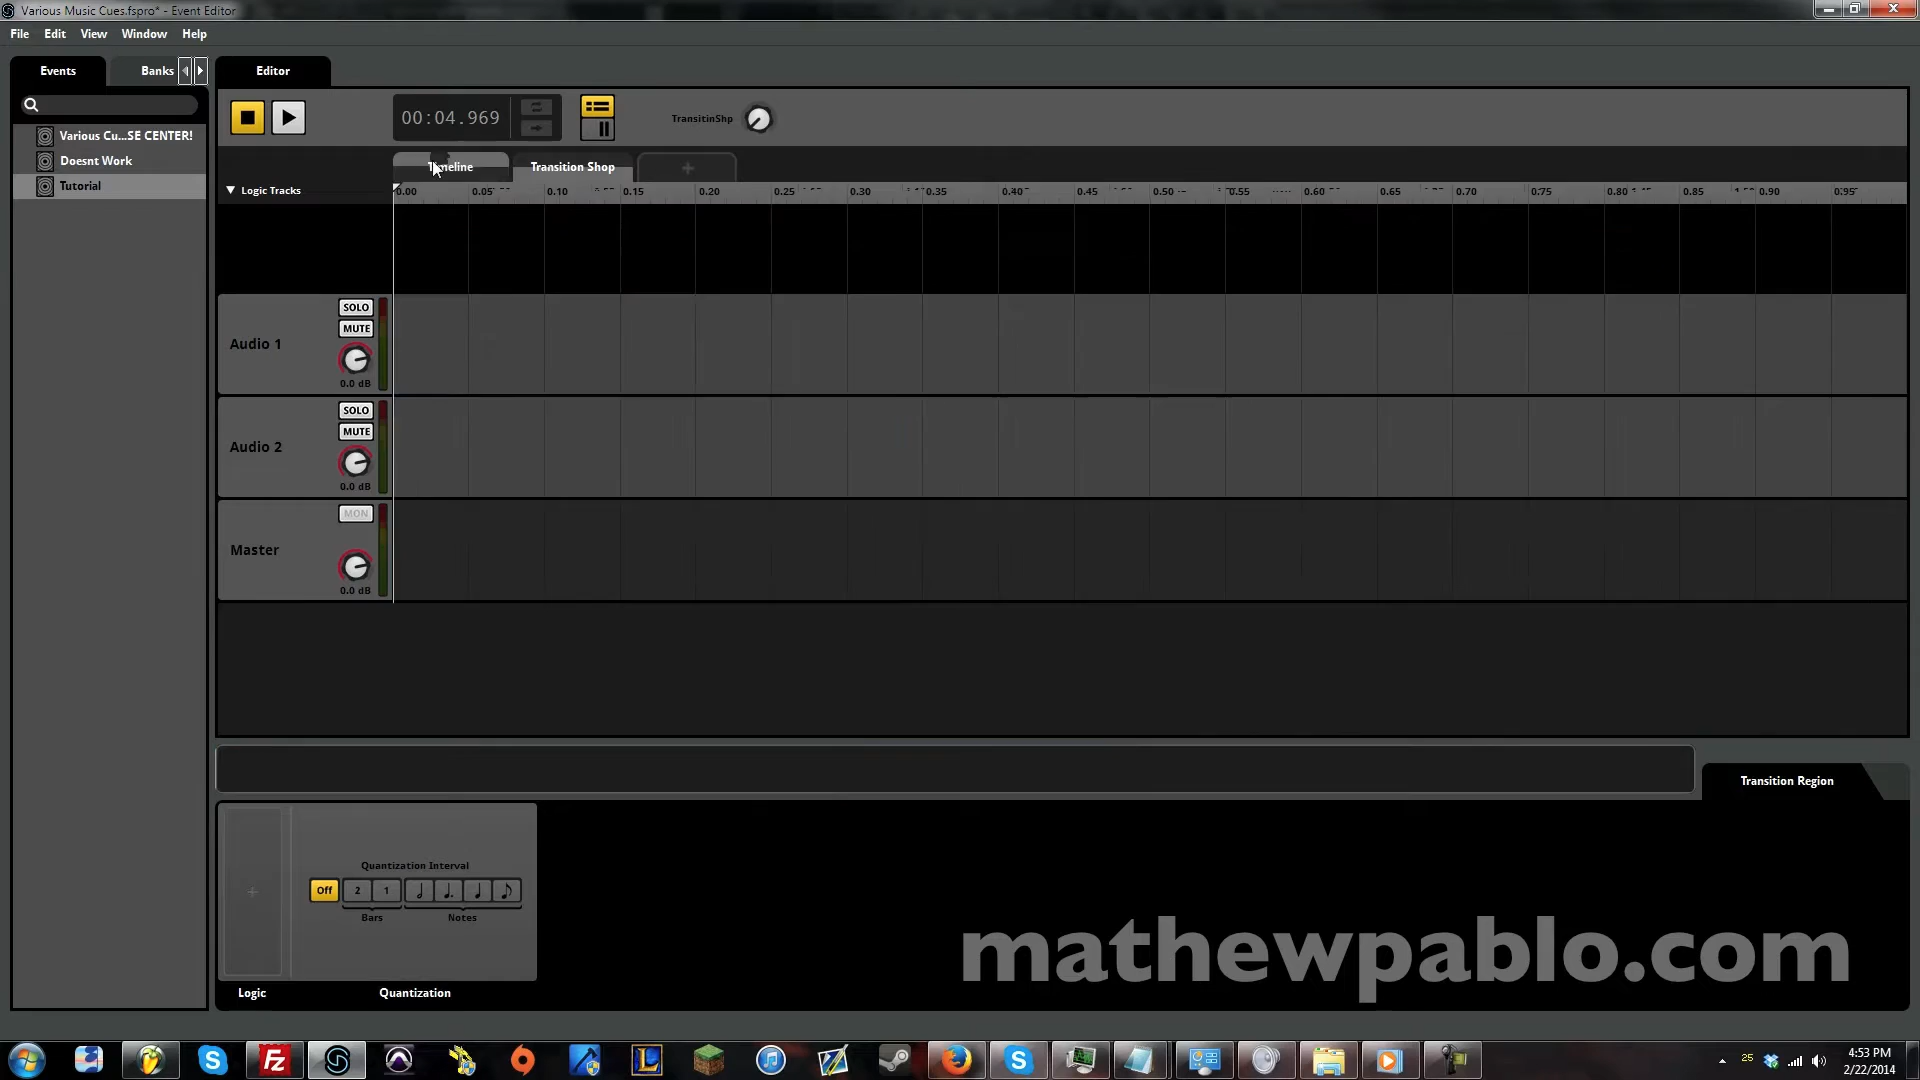 Various Music Cues.fspro* - Event Editor
File Edit View Window Help
Events Banks Editor
Various Cu...SE CENTER!
Doesnt Work
Tutorial
00:04.969
TransitinShp
Timeline Transition Shop +
Logic Tracks
0.00 0.05 0.10 0.15 0.20 0.25 0.30 0.35 0.40 0.45 0.50 0.55 0.60 0.65 0.70 0.75 0.80 0.85 0.90 0.95
SOLO
MUTE
Audio 1
0.0 dB
SOLO
MUTE
Audio 2
0.0 dB
MON
Master
0.0 dB
Transition Region
Quantization Interval
Off 2 1
Bars Notes
Logic Quantization
mathewpablo.com
25
4:53 PM
2/22/2014